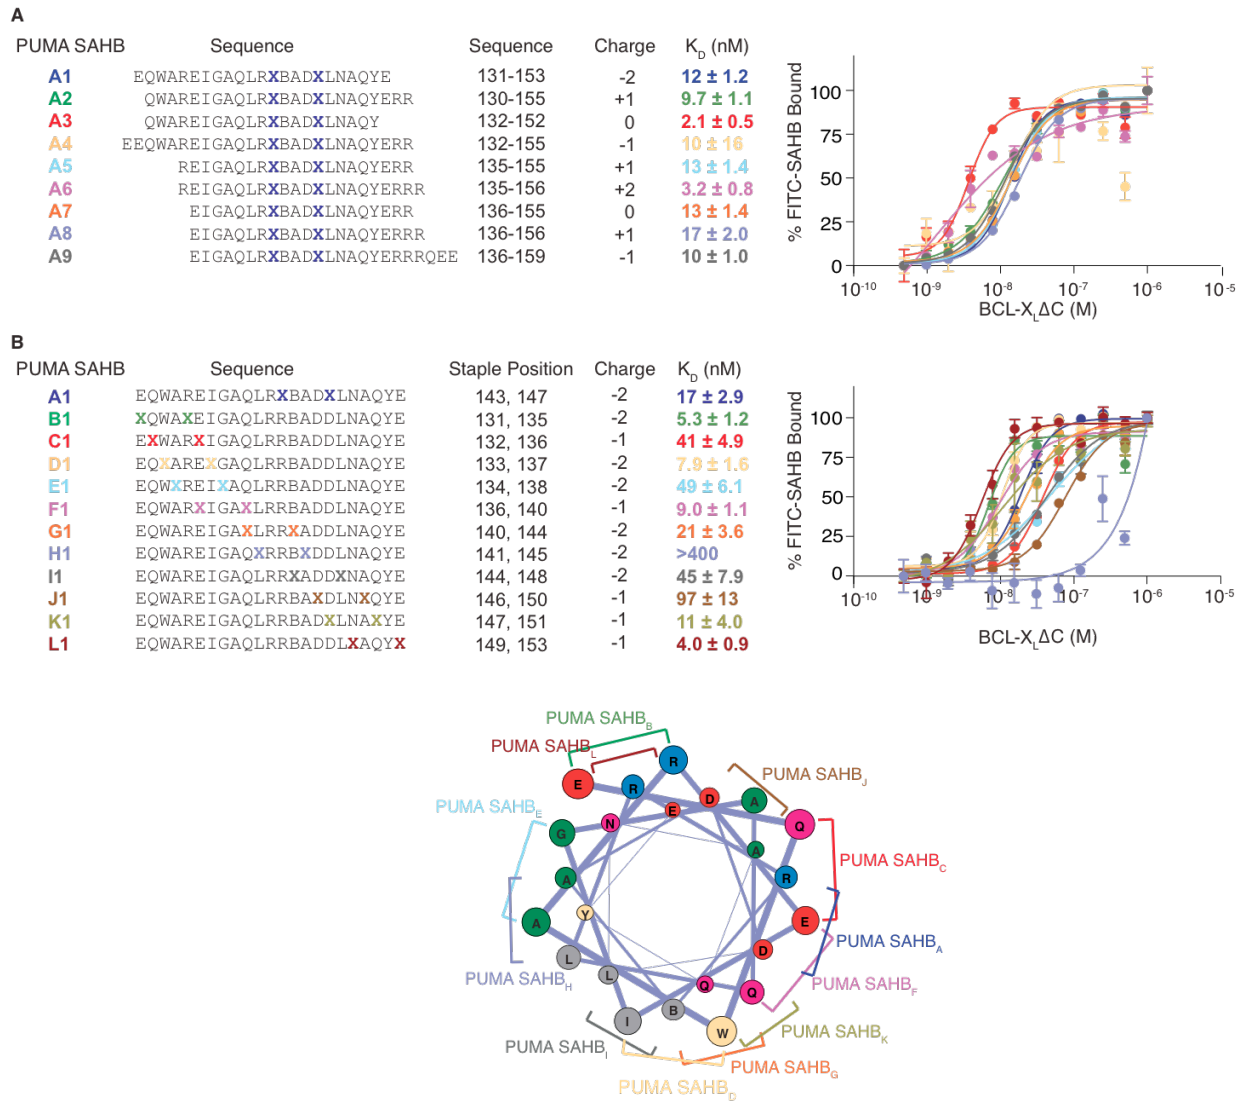 A
PUMA SAHB Sequence Sequence Charge KD (nM)
A1 EQWAREIGAQLRXBADXLNAQYE 131-153 -2 12 ± 1.2
A2 QWAREIGAQLRXBADXLNAQYERR 130-155 +1 9.7 ± 1.1
A3 QWAREIGAQLRXBADXLNAQY 132-152 0 2.1 ± 0.5
A4 EEQWAREIGAQLRXBADXLNAQYERR 132-155 -1 10 ± 16
A5 REIGAQLRXBADXLNAQYERR 135-155 +1 13 ± 1.4
A6 REIGAQLRXBADXLNAQYERRR 135-156 +2 3.2 ± 0.8
A7 EIGAQLRXBADXLNAQYERR 136-155 0 13 ± 1.4
A8 EIGAQLRXBADXLNAQYERRR 136-156 +1 17 ± 2.0
A9 EIGAQLRXBADXLNAQYERRRQEE 136-159 -1 10 ± 1.0
% FITC-SAHB Bound
100
75
50
25
0
10-10 10-9 10-8 10-7 10-6 10-5
BCL-XLΔC (M)
B
PUMA SAHB Sequence Staple Position Charge KD (nM)
A1 EQWAREIGAQLRXBADXLNAQYE 143, 147 -2 17 ± 2.9
B1 XQWAXEIGAQLRRBADDLNAQYE 131, 135 -2 5.3 ± 1.2
C1 EXWARXIGAQLRRBADDLNAQYE 132, 136 -1 41 ± 4.9
D1 EQXAREXGAQLRRBADDLNAQYE 133, 137 -2 7.9 ± 1.6
E1 EQWXREIXAQLRRBADDLNAQYE 134, 138 -2 49 ± 6.1
F1 EQWARXIGAXLRRBADDLNAQYE 136, 140 -1 9.0 ± 1.1
G1 EQWAREIGAXLRRXADDLNAQYE 140, 144 -2 21 ± 3.6
H1 EQWAREIGAQXRRBXDDLNAQYE 141, 145 -2 >400
I1 EQWAREIGAQLRRXADDXNAQYE 144, 148 -2 45 ± 7.9
J1 EQWAREIGAQLRRBAXDLNXQYE 146, 150 -1 97 ± 13
K1 EQWAREIGAQLRRBADXLNAXYE 147, 151 -1 11 ± 4.0
L1 EQWAREIGAQLRRBADDLXAQYX 149, 153 -1 4.0 ± 0.9
% FITC-SAHB Bound
100
75
50
25
0
10-10 10-9 10-8 10-7 10-6 10-5
BCL-XLΔC (M)
PUMA SAHBB
PUMA SAHBL
PUMA SAHBJ
PUMA SAHBE
PUMA SAHBC
PUMA SAHBA
PUMA SAHBH
PUMA SAHBF
PUMA SAHBK
PUMA SAHBI
PUMA SAHBG
PUMA SAHBD
R
E R D A
N E Q
G A
A R
Y
A E
L D
L Q Q
I B W